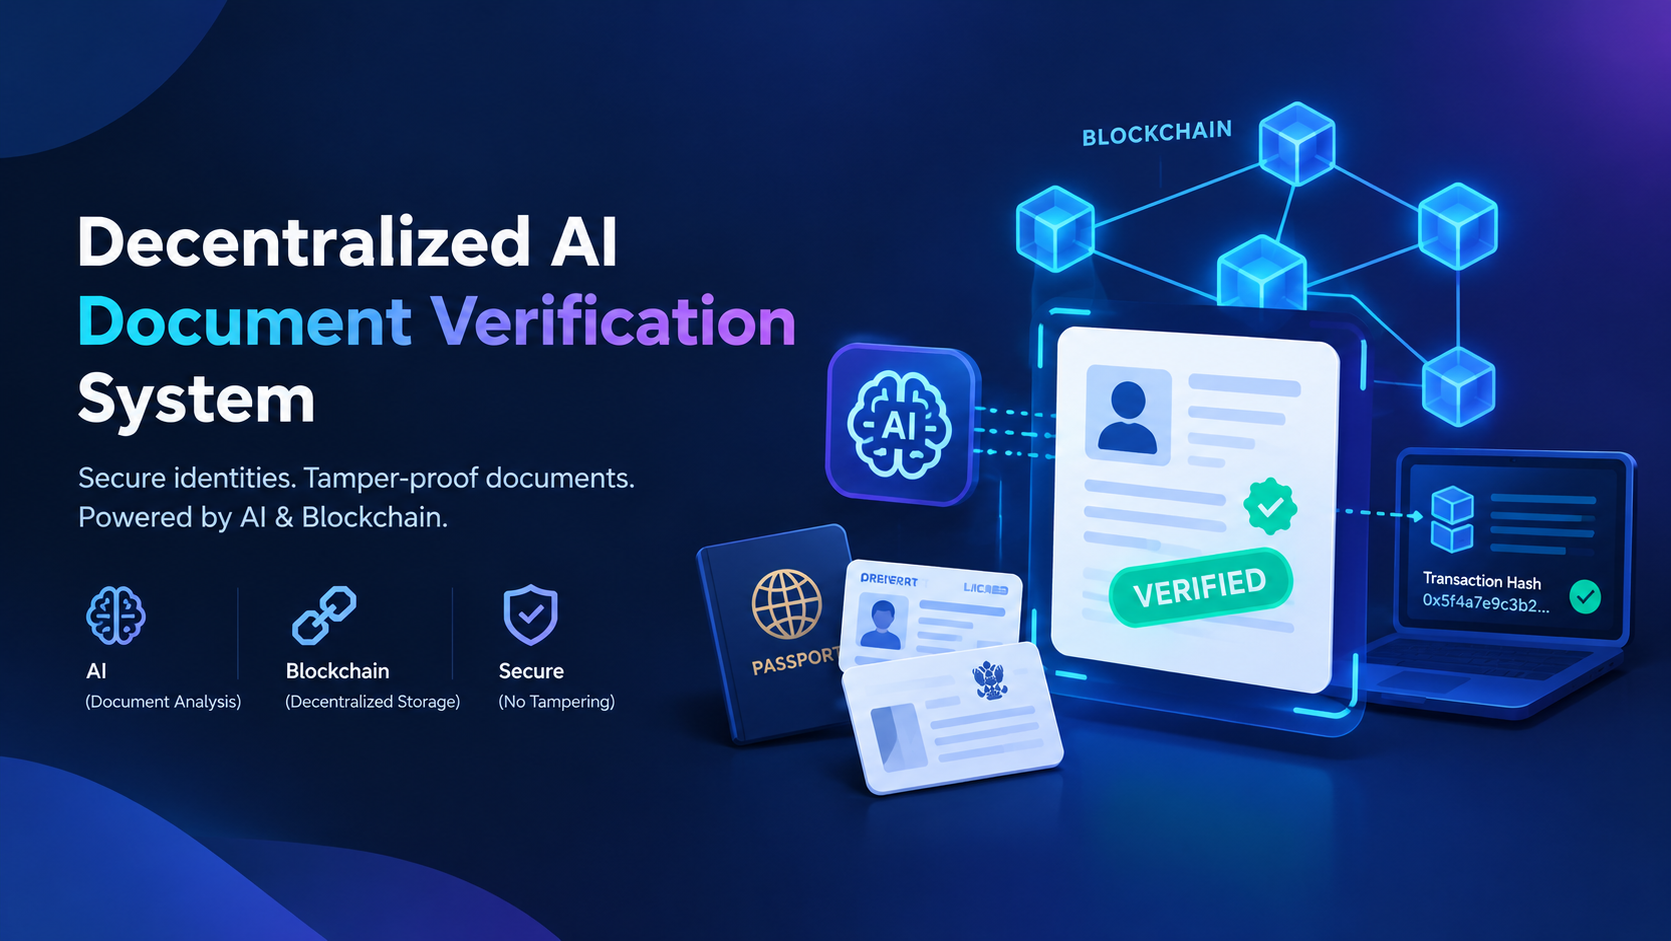 Decentralized AI
Document Verification
System
Secure identities. Tamper-proof documents.
Powered by AI & Blockchain.
AI
(Document Analysis)
Blockchain
(Decentralized Storage)
Secure
(No Tampering)
BLOCKCHAIN
AI
PASSPORT
VERIFIED
Transaction Hash
0x5f4a7e9c3b2...